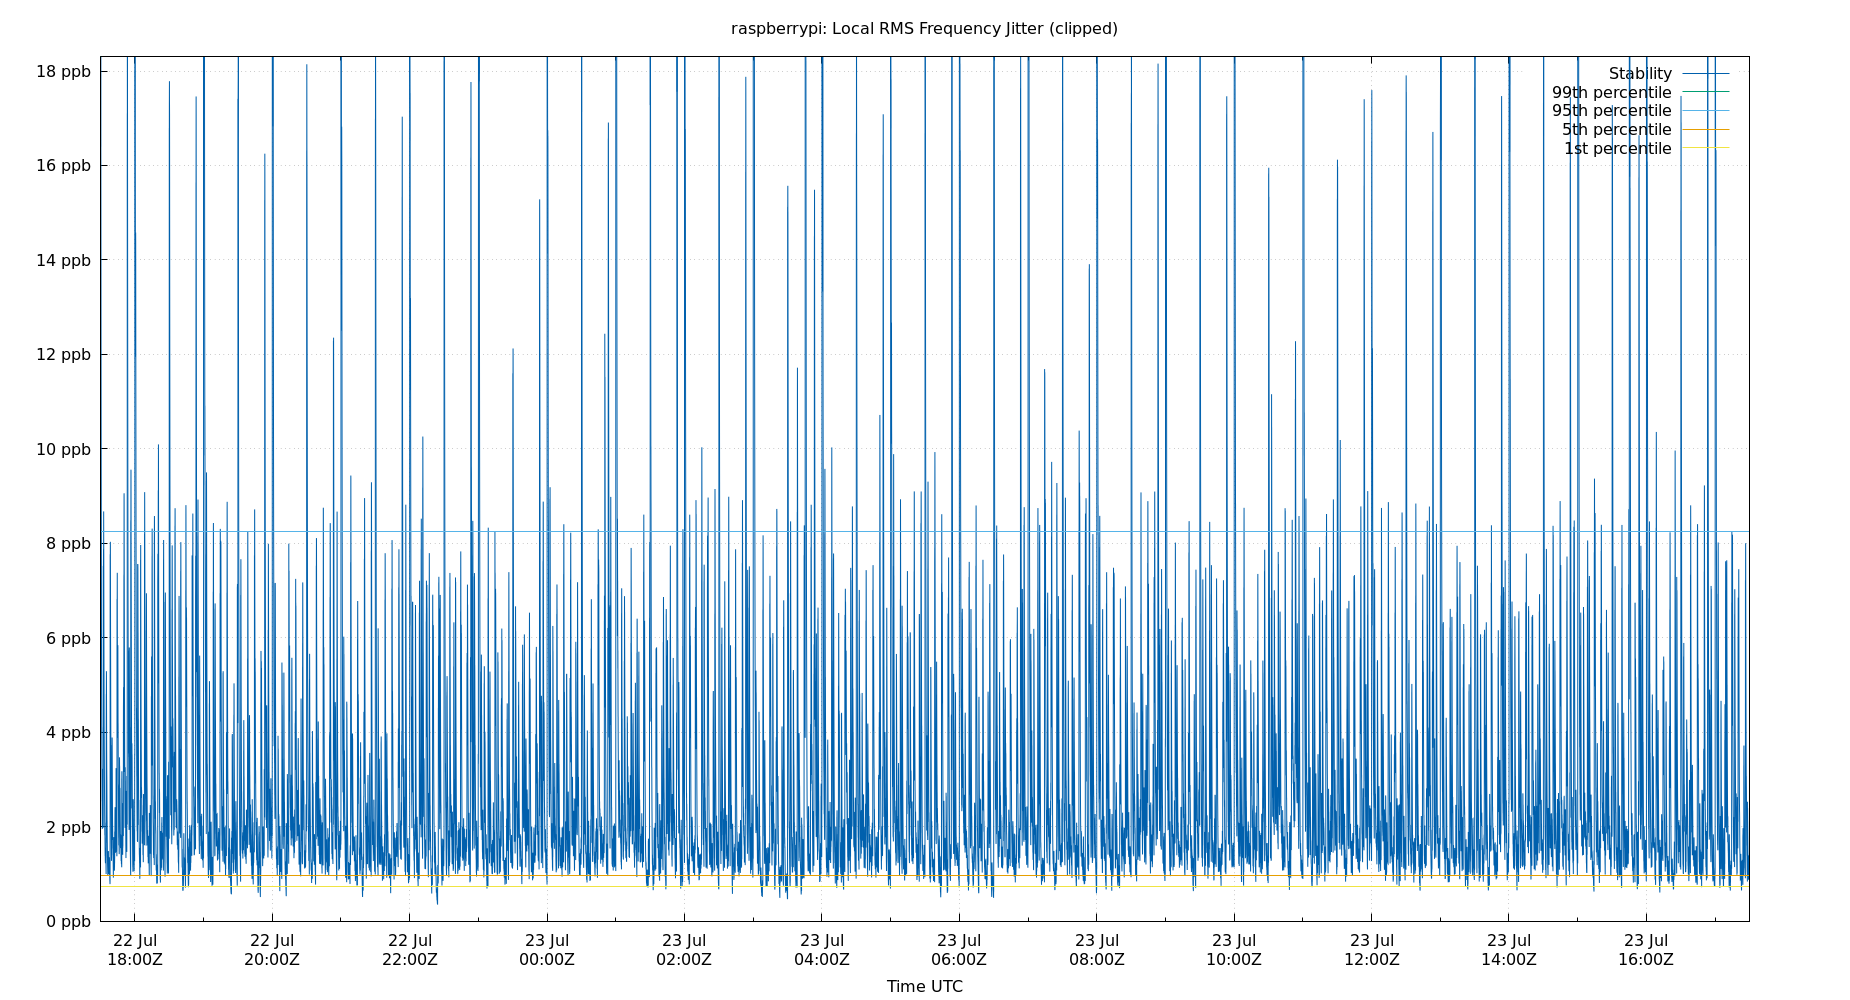 raspberrypi: Local RMS Frequency Jitter (clipped)
18 ppb
16 ppb
14 ppb
12 ppb
10 ppb
8 ppb
6 ppb
4 ppb
2 ppb
0 ppb
Stability
99th percentile
95th percentile
5th percentile
1st percentile
22 Jul 22 Jul 22 Jul 23 Jul 23 Jul 23 Jul 23 Jul 23 Jul 23 Jul 23 Jul 23 Jul 23 Jul
18:00Z 20:00Z 22:00Z 00:00Z 02:00Z 04:00Z 06:00Z 08:00Z 10:00Z 12:00Z 14:00Z 16:00Z
Time UTC